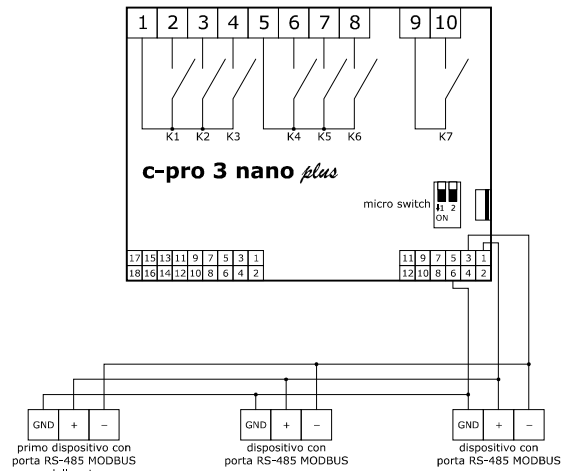 1 2 3 4 5 6 7 8 9 10
K1 K2 K3 K4 K5 K6 K7
c-pro 3 nano plus
micro switch
1 2
ON
17 15 13 11 9 7 5 3 1
18 16 14 12 10 8 6 4 2
11 9 7 5 3 1
12 10 8 6 4 2
GND + −
GND + −
GND + −
primo dispositivo con
porta RS-485 MODBUS
dispositivo con
porta RS-485 MODBUS
dispositivo con
porta RS-485 MODBUS